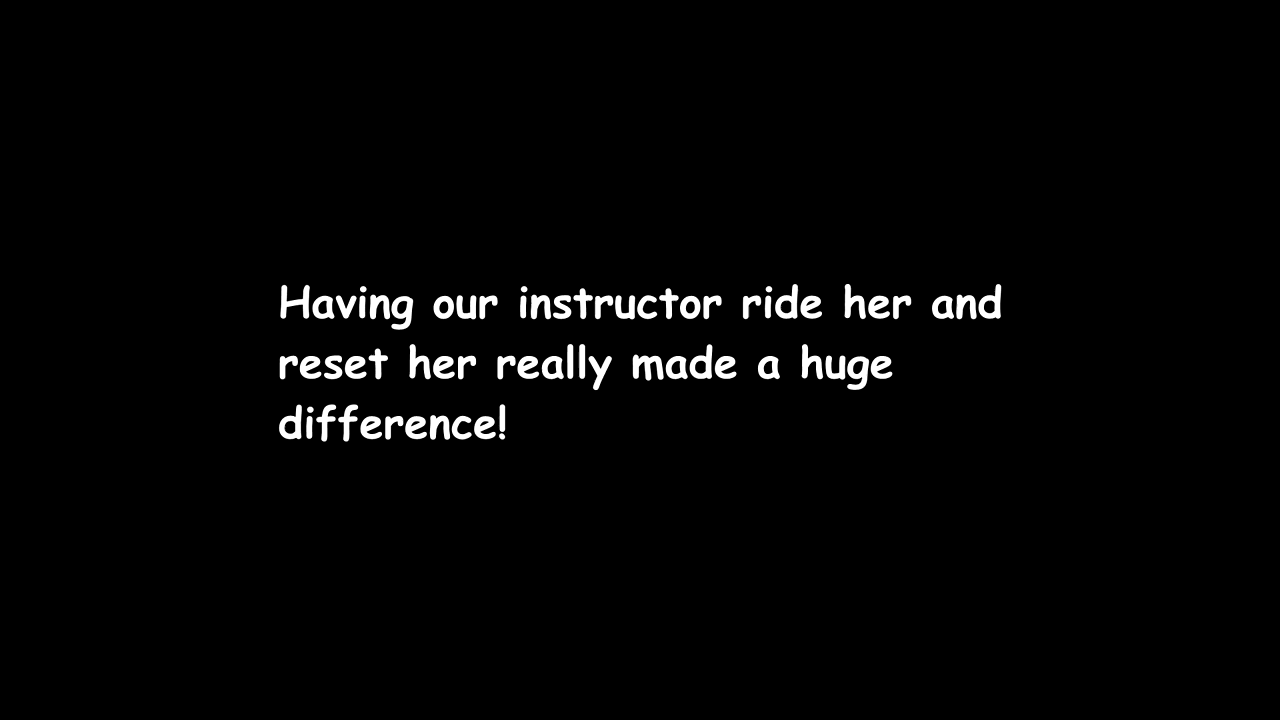 Having our instructor ride her and
reset her really made a huge
difference!